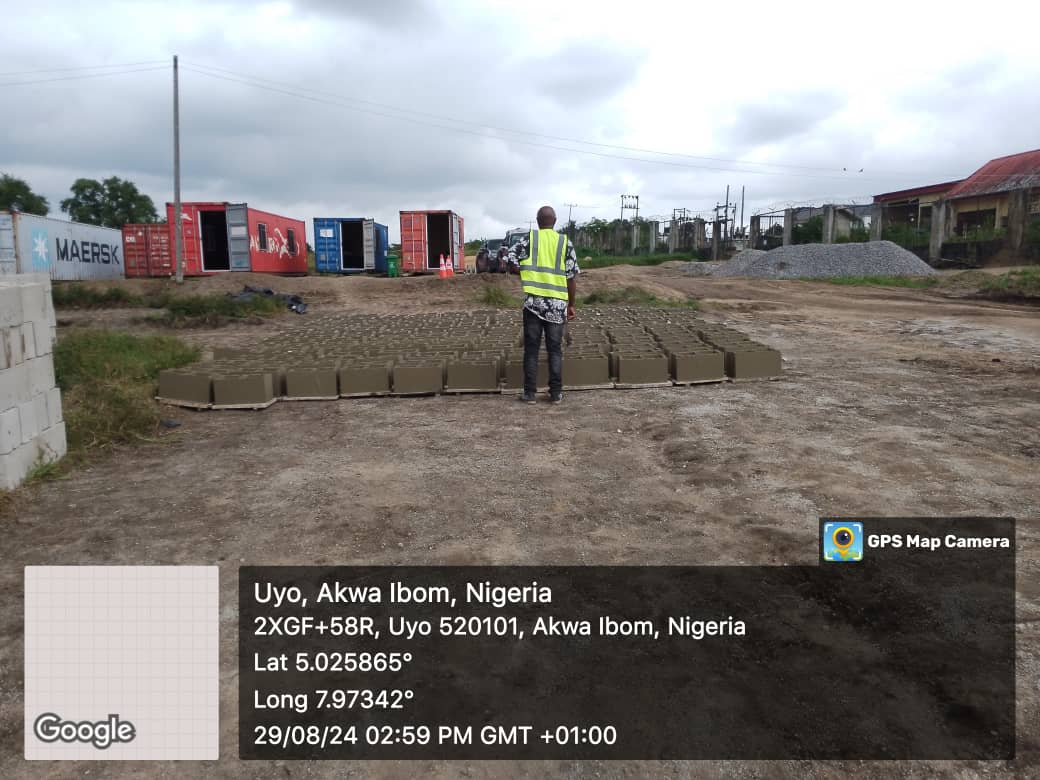 MAERSK
GPS Map Camera
Uyo, Akwa Ibom, Nigeria
2XGF+58R, Uyo 520101, Akwa Ibom, Nigeria
Lat 5.025865°
Long 7.97342°
29/08/24 02:59 PM GMT +01:00
Google